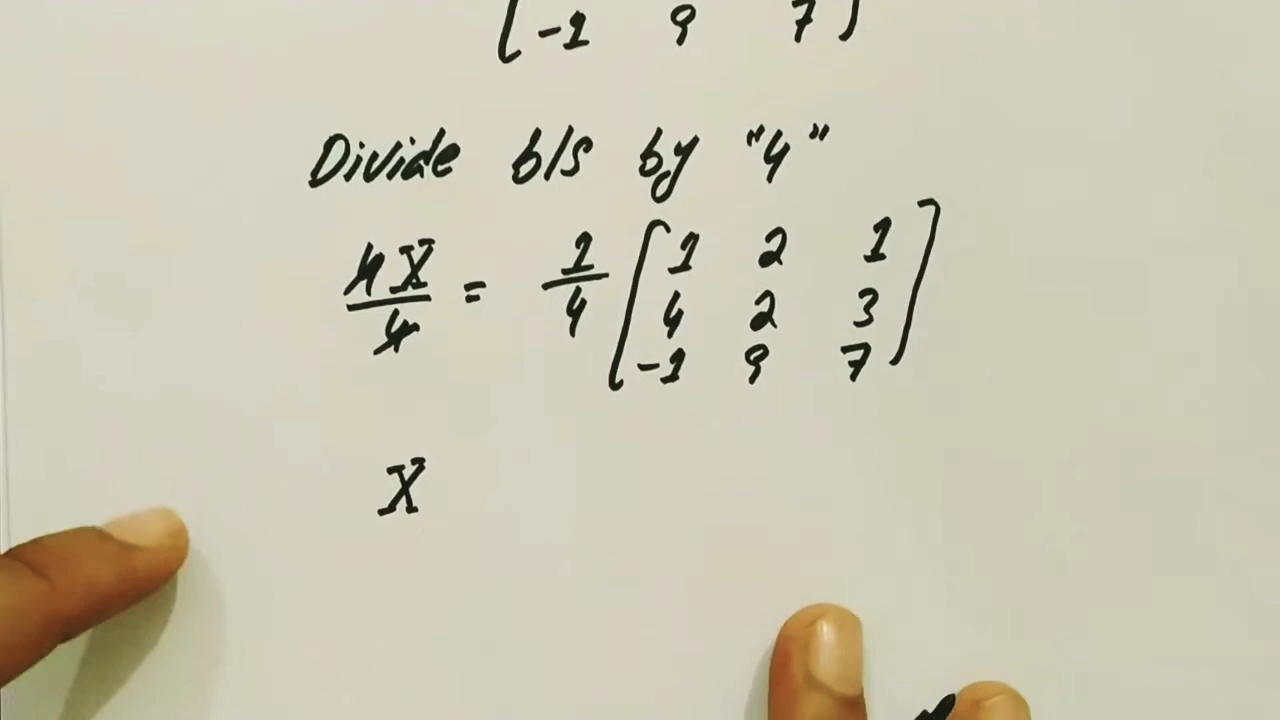 [-1 9 7]
Divide b/s by "4"
4X/4 = 1/4 [1 2 1
4 2 3
-1 9 7]
X